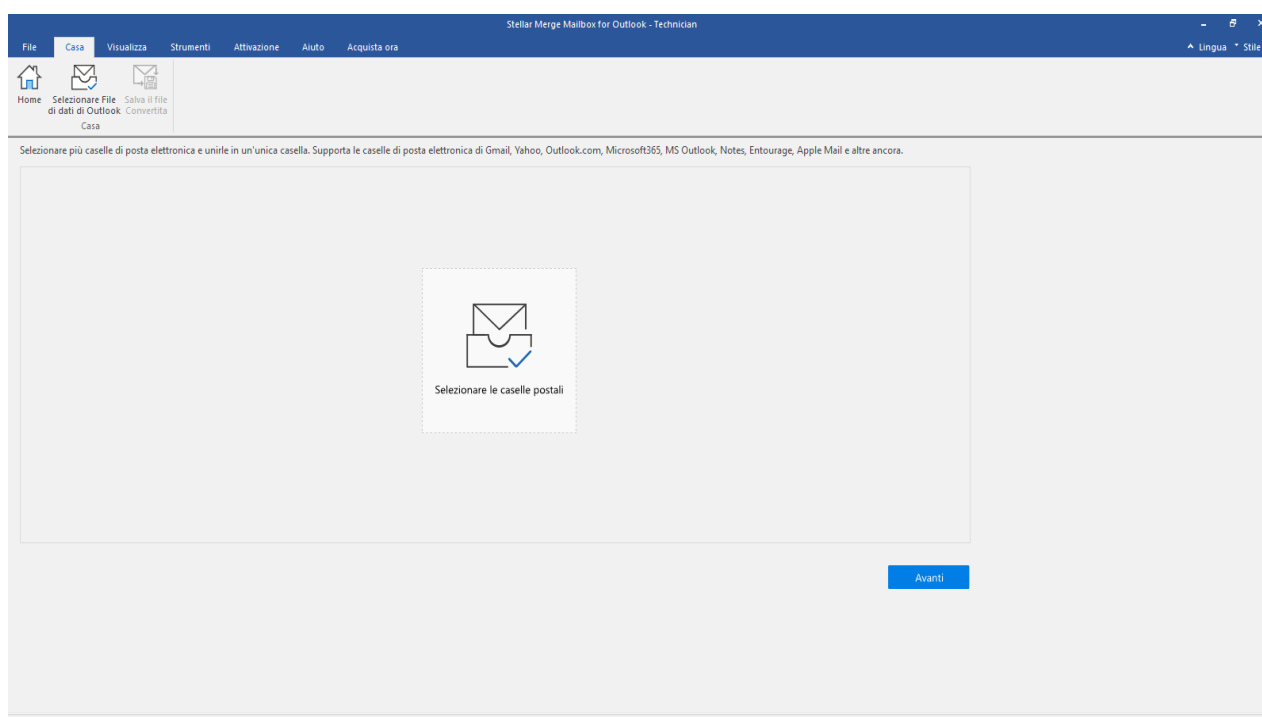 Stellar Merge Mailbox for Outlook - Technician
File Casa Visualizza Strumenti Attivazione Aiuto Acquista ora Lingua Stile
Home Selezionare File Salva il file
di dati di Outlook Convertita
Casa
Selezionare più caselle di posta elettronica e unirle in un'unica casella. Supporta le caselle di posta elettronica di Gmail, Yahoo, Outlook.com, Microsoft365, MS Outlook, Notes, Entourage, Apple Mail e altre ancora.
Selezionare le caselle postali
Avanti